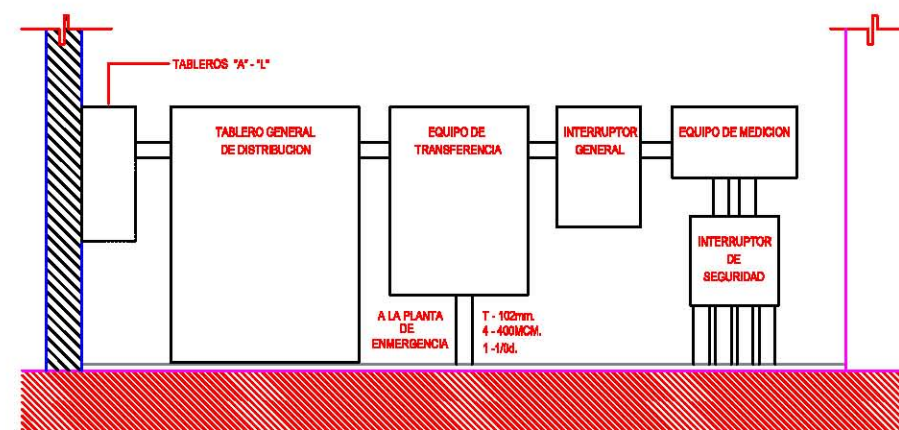 TABLEROS "A" - "L"
TABLERO GENERAL
DE DISTRIBUCION
EQUIPO DE
TRANSFERENCIA
INTERRUPTOR
GENERAL
EQUIPO DE MEDICION
INTERRUPTOR
DE
SEGURIDAD
A LA PLANTA
DE
ENMERGENCIA
T - 102mm.
4 - 400MCM.
1 -1/0d.